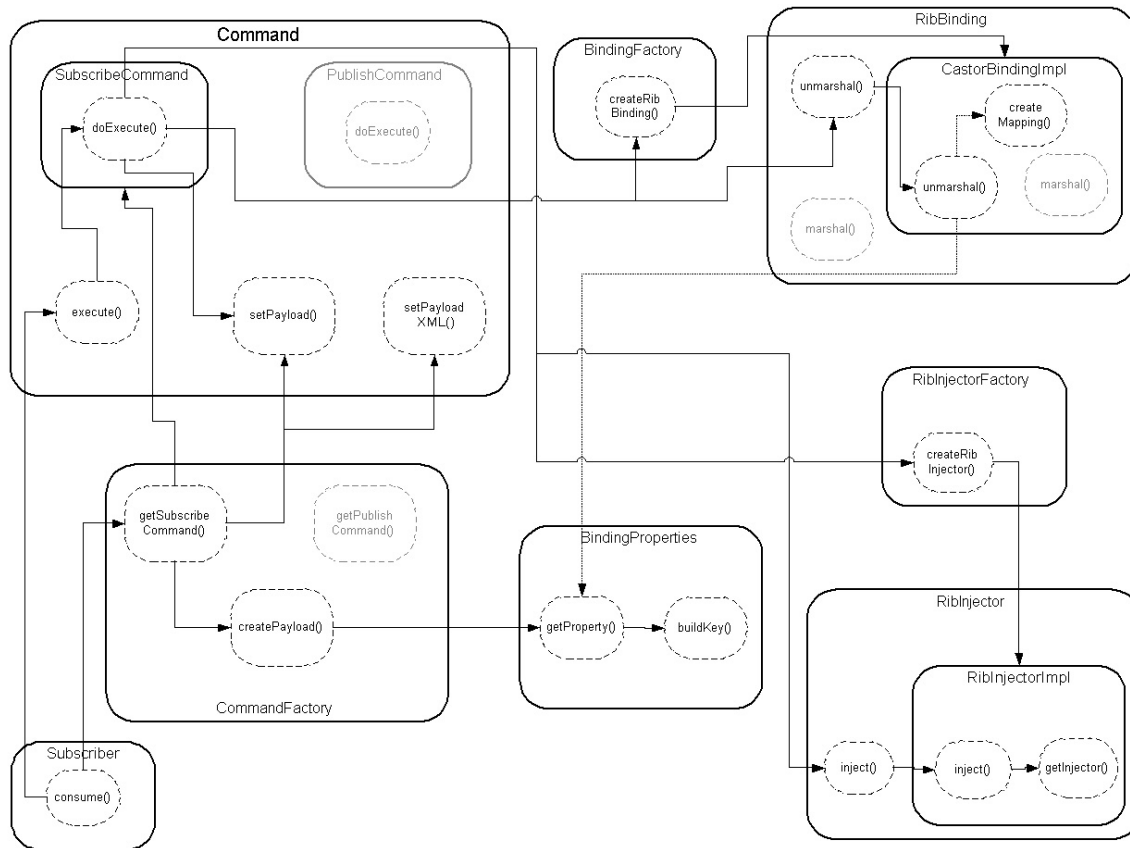 RibBinding
Command
BindingFactory
CastorBindingImpl
SubscribeCommand
PublishCommand
unmarshal()
createRib
Binding()
create
Mapping()
doExecute()
doExecute()
unmarshal()
marshal()
marshal()
execute()
setPayload()
setPayload
XML()
RibInjectorFactory
createRib
Injector()
getSubscribe
Command()
getPublish
Command()
BindingProperties
createPayload()
getProperty()
buildKey()
RibInjector
RibInjectorImpl
CommandFactory
Subscriber
inject()
inject()
getInjector()
consume()